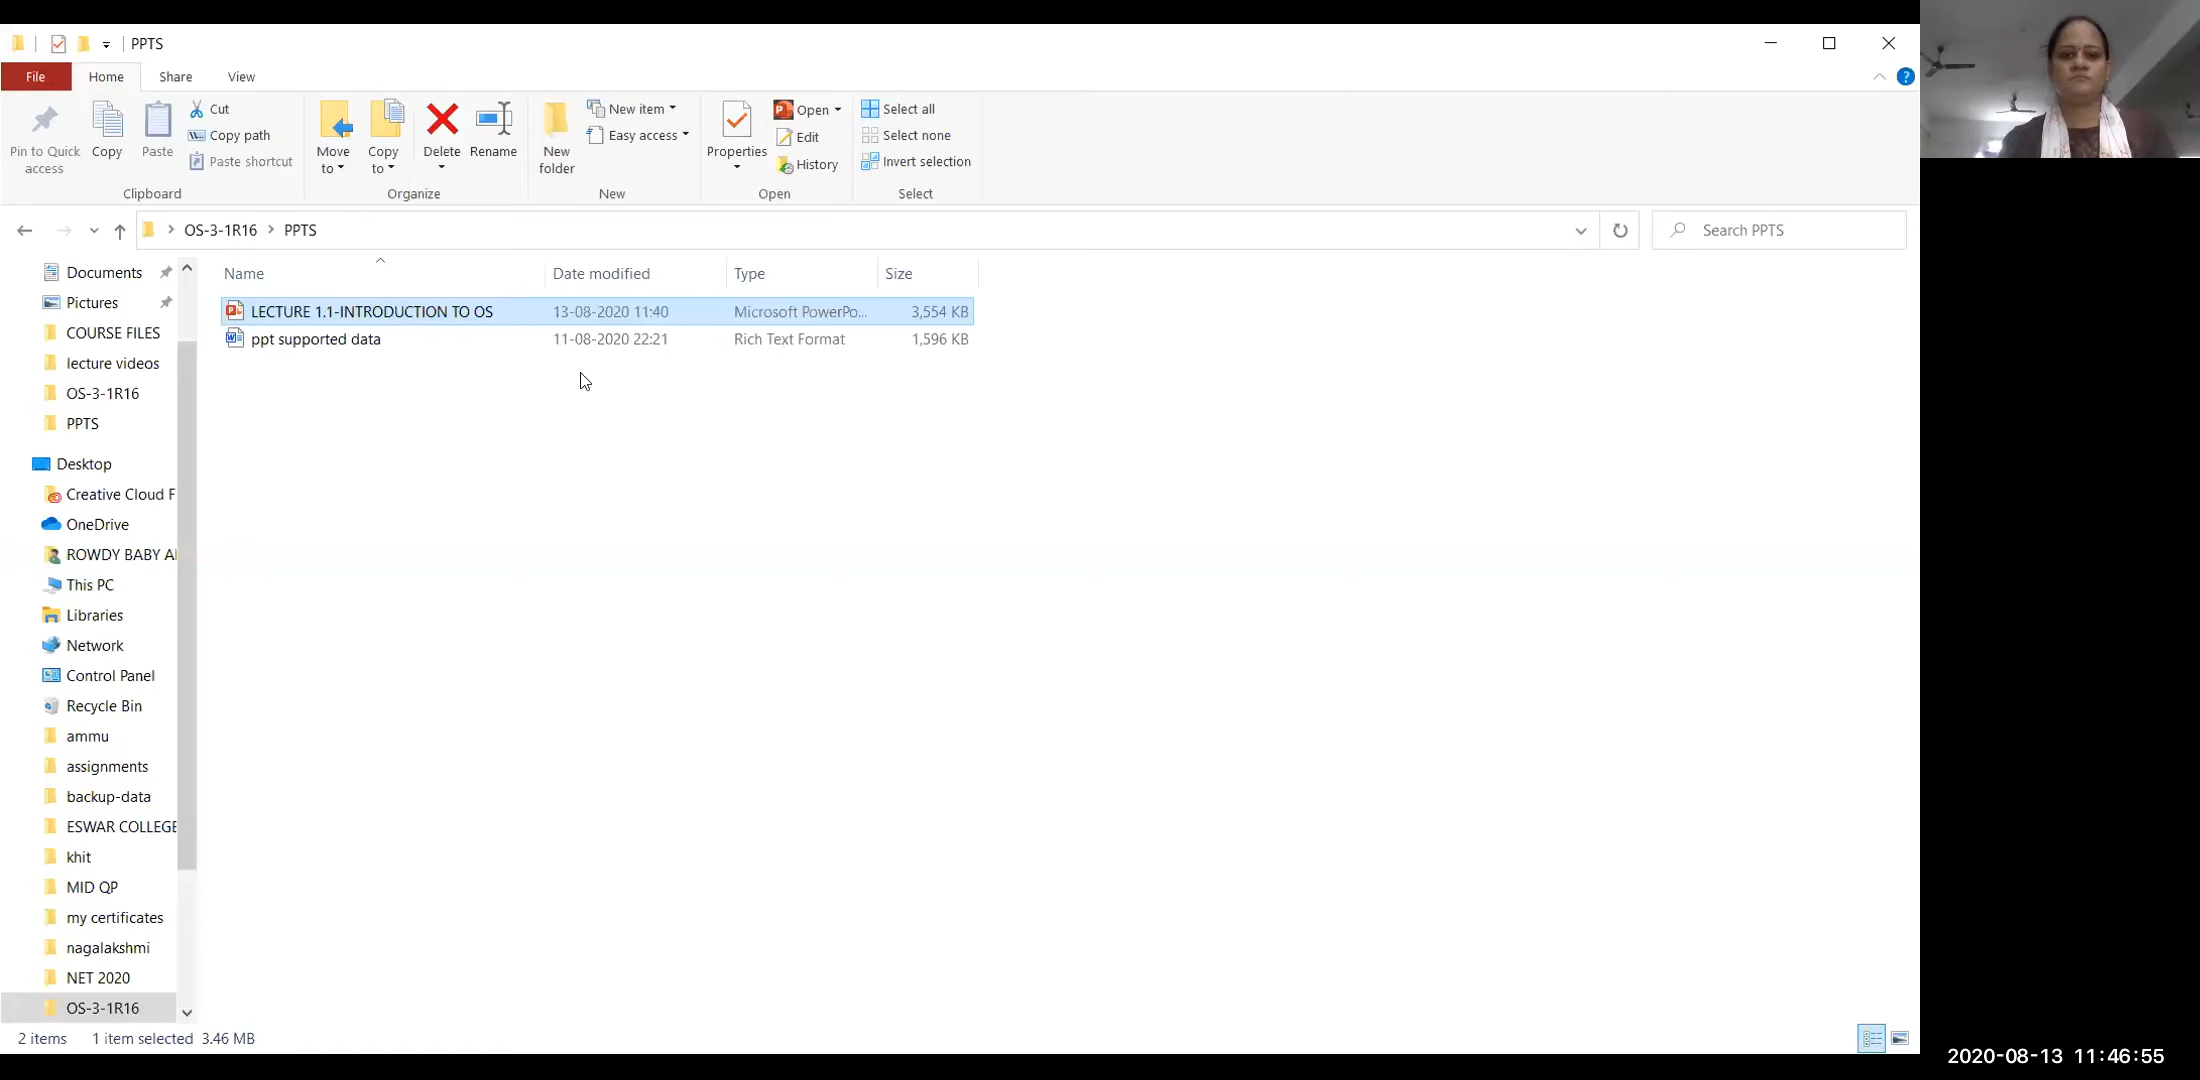 PPTS
File Home Share View
Pin to Quick access
Copy
Paste
Cut
Copy path
Paste shortcut
Clipboard
Move to
Copy to
Delete
Rename
Organize
New folder
New item
Easy access
New
Properties
Open
Edit
History
Open
Select all
Select none
Invert selection
Select
OS-3-1R16 PPTS
Search PPTS
Name Date modified Type Size
LECTURE 1.1-INTRODUCTION TO OS 13-08-2020 11:40 Microsoft PowerPo... 3,554 KB
ppt supported data 11-08-2020 22:21 Rich Text Format 1,596 KB
Documents
Pictures
COURSE FILES
lecture videos
OS-3-1R16
PPTS
Desktop
Creative Cloud F
OneDrive
ROWDY BABY A
This PC
Libraries
Network
Control Panel
Recycle Bin
ammu
assignments
backup-data
ESWAR COLLEGE
khit
MID QP
my certificates
nagalakshmi
NET 2020
OS-3-1R16
2 items 1 item selected 3.46 MB
2020-08-13 11:46:55